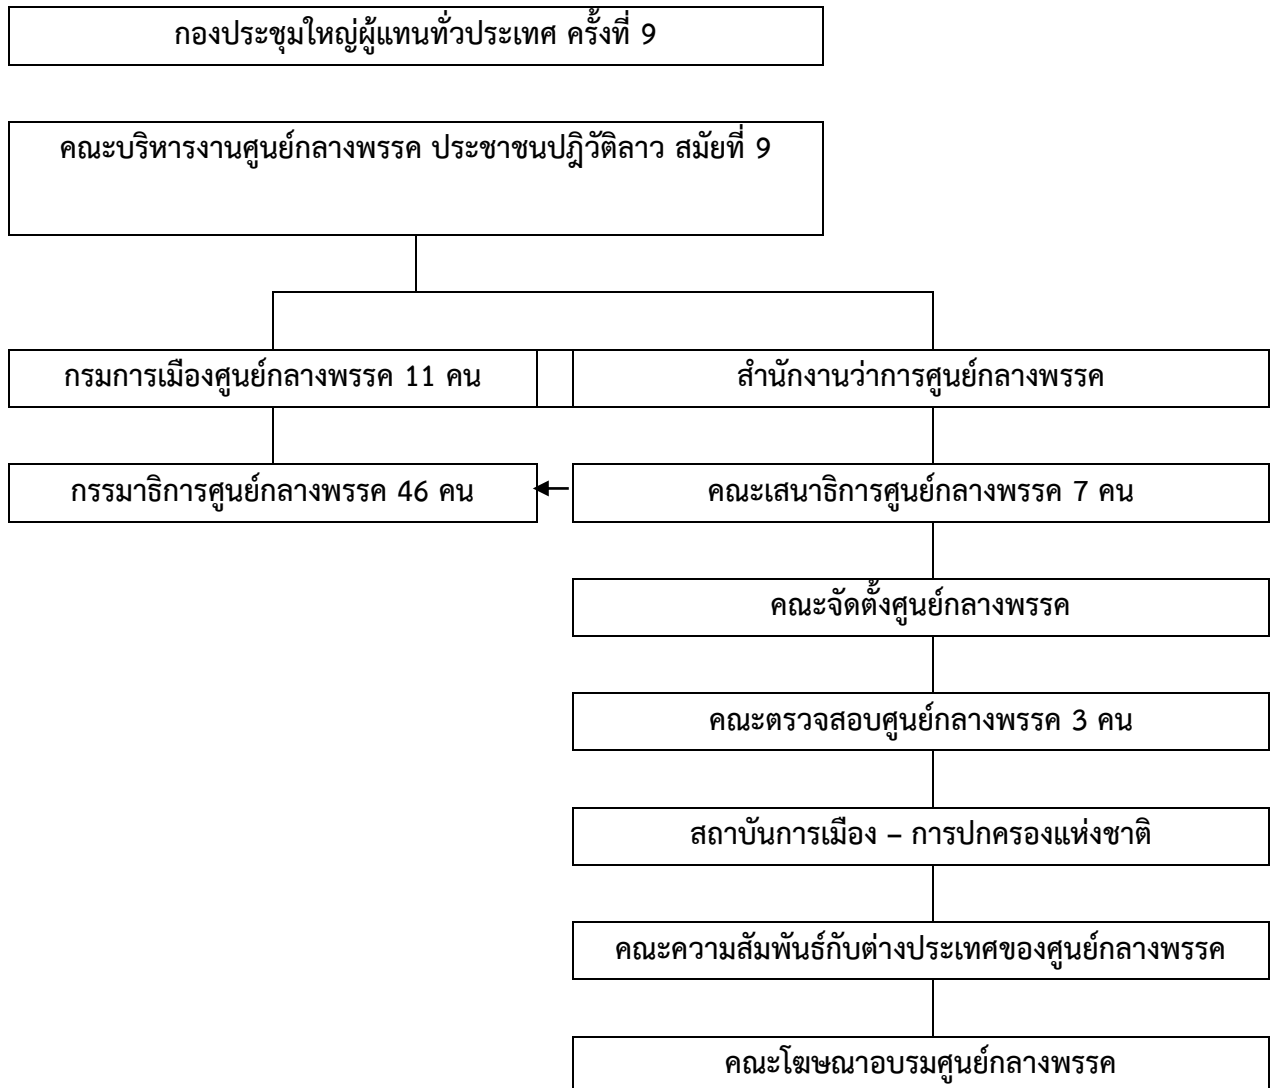 กองประชุมใหญ่ผู้แทนทั่วประเทศ ครั้งที่ 9
คณะบริหารงานศูนย์กลางพรรค ประชาชนปฎิวัติลาว สมัยที่ 9
กรมการเมืองศูนย์กลางพรรค 11 คน
สำนักงานว่าการศูนย์กลางพรรค
กรรมาธิการศูนย์กลางพรรค 46 คน
คณะเสนาธิการศูนย์กลางพรรค 7 คน
คณะจัดตั้งศูนย์กลางพรรค
คณะตรวจสอบศูนย์กลางพรรค 3 คน
สถาบันการเมือง – การปกครองแห่งชาติ
คณะความสัมพันธ์กับต่างประเทศของศูนย์กลางพรรค
คณะโฆษณาอบรมศูนย์กลางพรรค